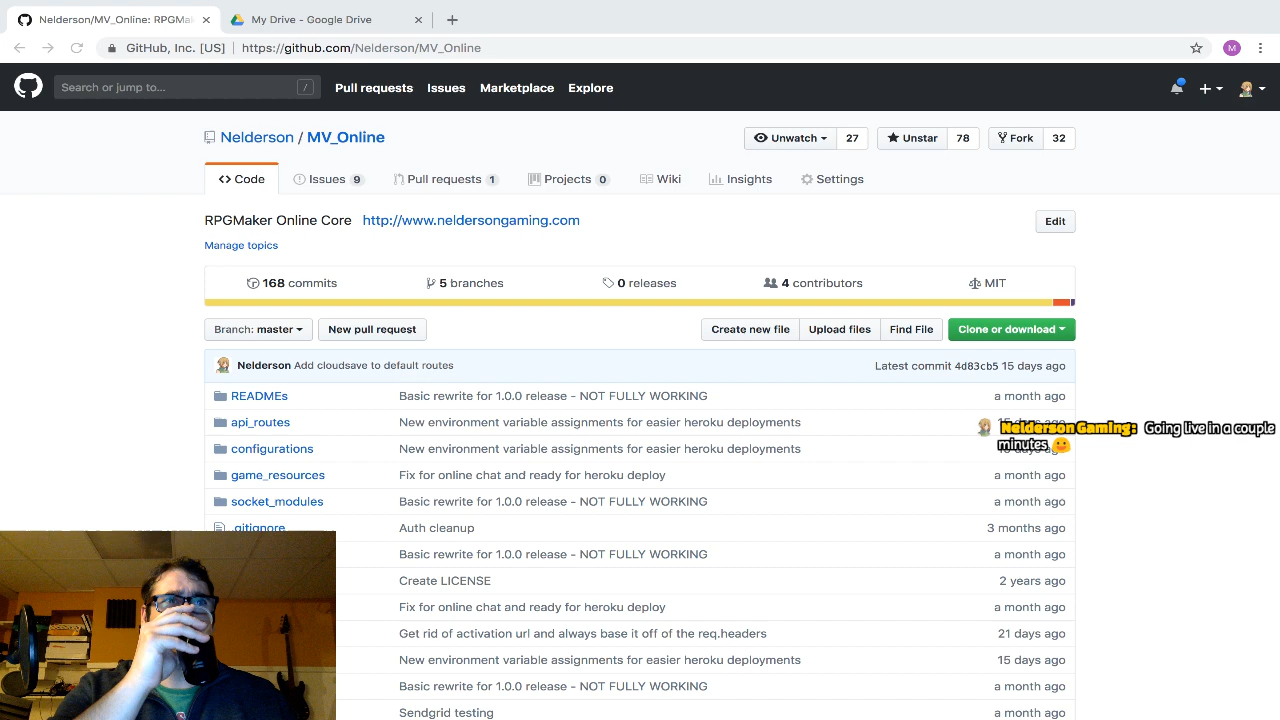 Nelderson/MV_Online: RPGMa
My Drive - Google Drive
GitHub, Inc. [US] https://github.com/Nelderson/MV_Online
M
Search or jump to... /
Pull requests Issues Marketplace Explore
Nelderson / MV_Online
Unwatch 27 Unstar 78 Fork 32
Code Issues 9 Pull requests 1 Projects 0 Wiki Insights Settings
RPGMaker Online Core http://www.neldersongaming.com Edit
Manage topics
168 commits 5 branches 0 releases 4 contributors MIT
Branch: master New pull request Create new file Upload files Find File Clone or download
Nelderson Add cloudsave to default routes Latest commit 4d83cb5 15 days ago
READMEs Basic rewrite for 1.0.0 release - NOT FULLY WORKING a month ago
api_routes New environment variable assignments for easier heroku deployments
Nelderson Gaming: Going live in a couple
minutes
configurations New environment variable assignments for easier heroku deployments
game_resources Fix for online chat and ready for heroku deploy a month ago
socket_modules Basic rewrite for 1.0.0 release - NOT FULLY WORKING a month ago
.gitignore Auth cleanup 3 months ago
Basic rewrite for 1.0.0 release - NOT FULLY WORKING a month ago
Create LICENSE 2 years ago
Fix for online chat and ready for heroku deploy a month ago
Get rid of activation url and always base it off of the req.headers 21 days ago
New environment variable assignments for easier heroku deployments 15 days ago
Basic rewrite for 1.0.0 release - NOT FULLY WORKING a month ago
Sendgrid testing a month ago